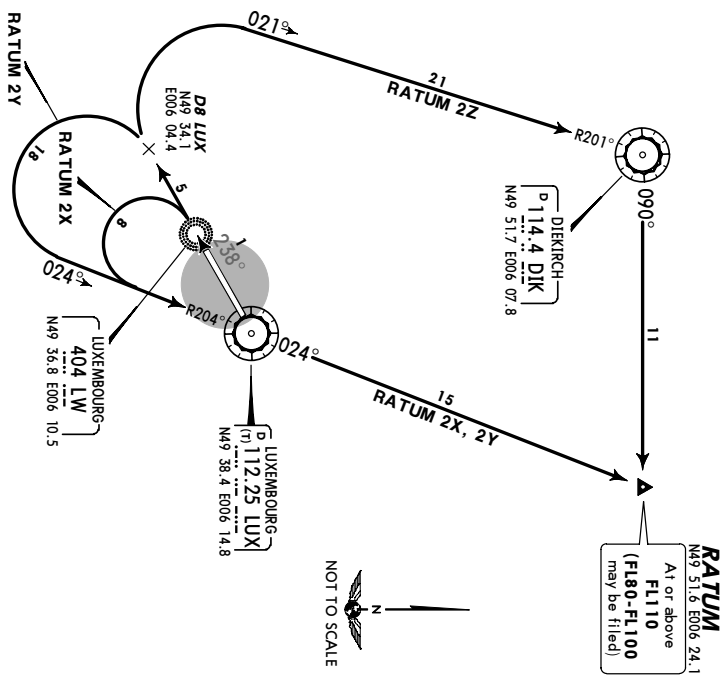 RATUM 2Y
RATUM 2X
18
8
024°
D8 LUX
N49 34.1
E006 04.4
5
021°
21
RATUM 2Z
R201°
DIEKIRCH
D 114.4 DIK
N49 51.7 E006 07.8
090°
11
1
238°
R204°
024°
LUXEMBOURG
404 LW
N49 36.8 E006 10.5
LUXEMBOURG
D
(T) 112.25 LUX
N49 38.4 E006 14.8
15
RATUM 2X, 2Y
RATUM
N49 51.6 E006 24.1
At or above
FL110
(FL80-FL100
may be filed)
N
NOT TO SCALE